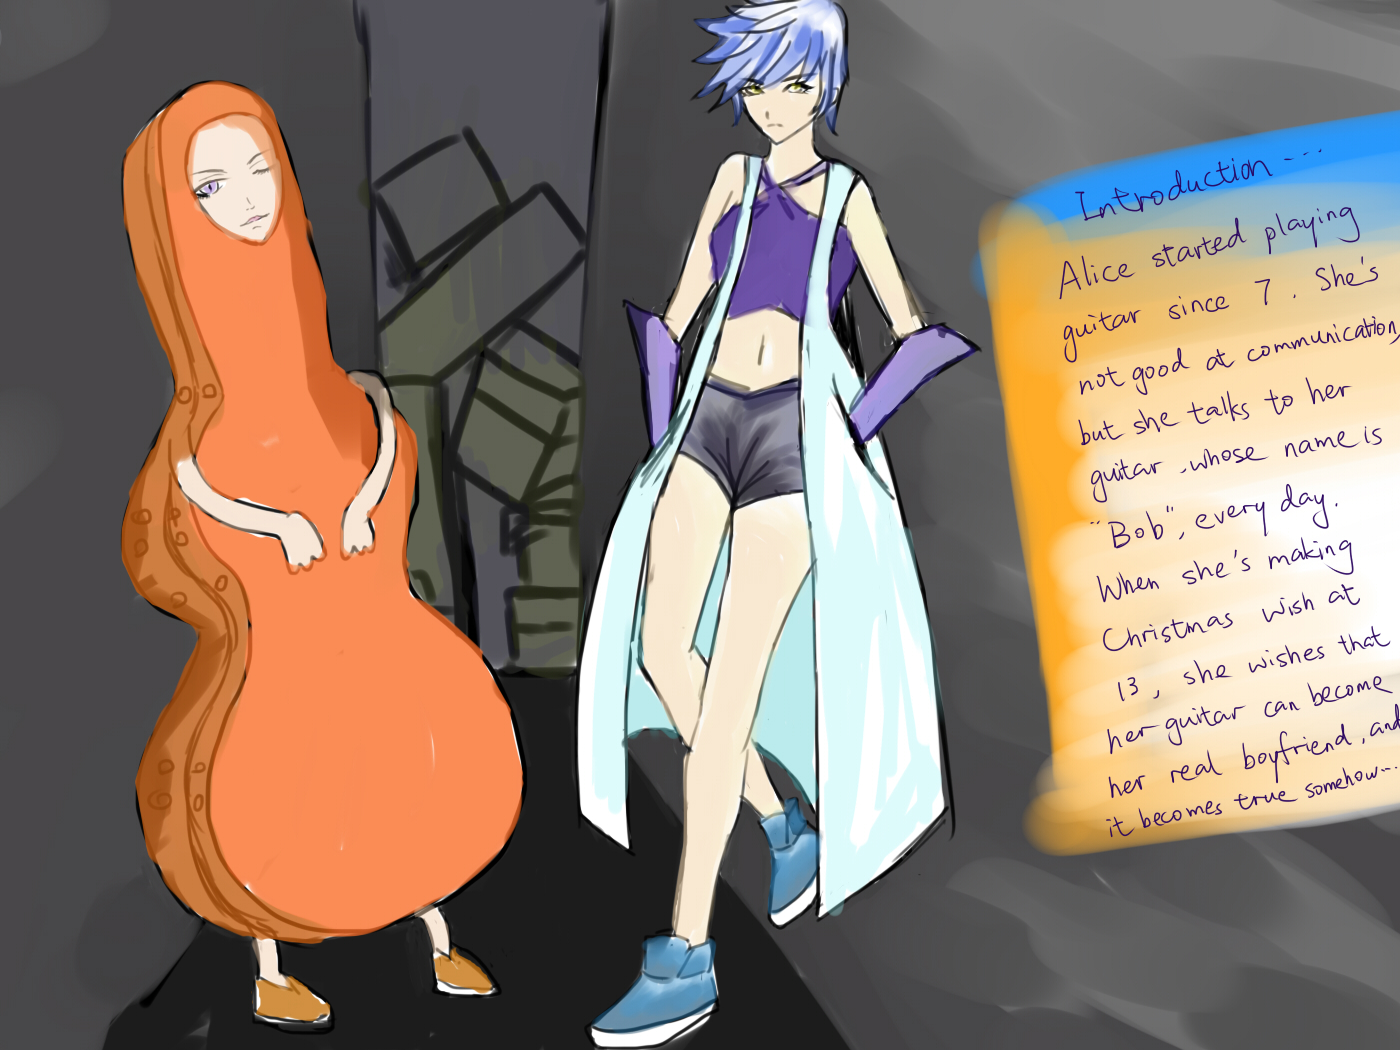 Introduction....
Alice started playing
guitar since 7. She's
not good at communication,
but she talks to her
guitar, whose name is
"Bob", every day.
When she's making
Christmas wish at
13, she wishes that
her guitar can become
her real boyfriend, and
it becomes true somehow...